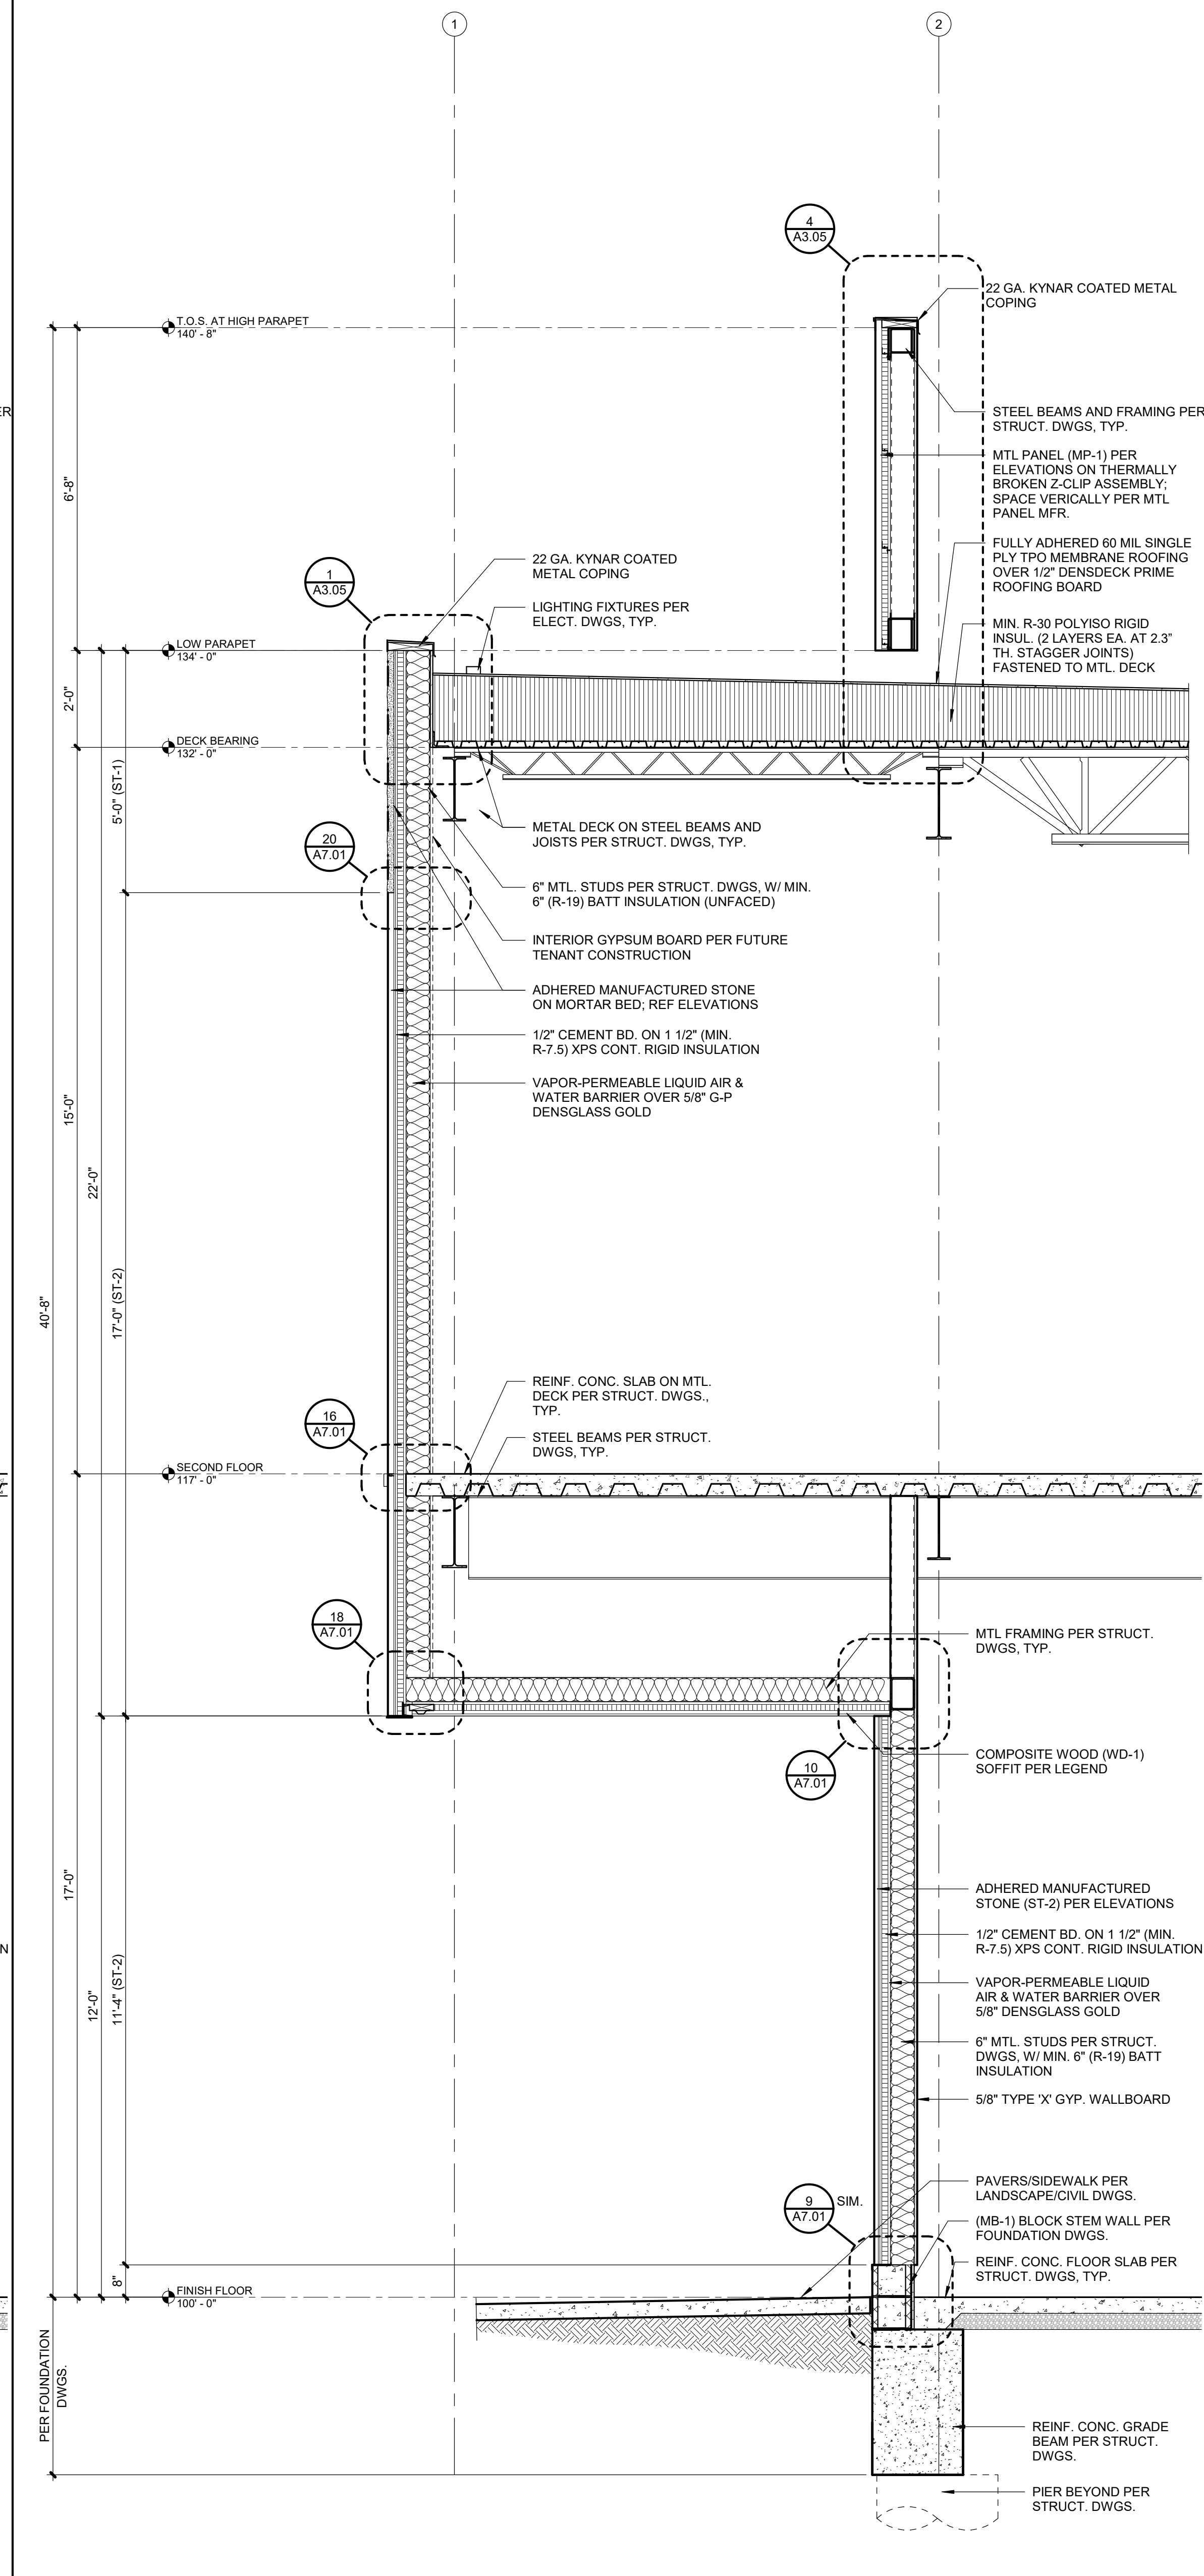 1
2
4
A3.05
22 GA. KYNAR COATED METAL
COPING
T.O.S. AT HIGH PARAPET
140' - 8"
ER
STEEL BEAMS AND FRAMING PER
STRUCT. DWGS, TYP.
MTL PANEL (MP-1) PER
ELEVATIONS ON THERMALLY
BROKEN Z-CLIP ASSEMBLY;
SPACE VERICALLY PER MTL
PANEL MFR.
6'-8"
FULLY ADHERED 60 MIL SINGLE
PLY TPO MEMBRANE ROOFING
OVER 1/2" DENSDECK PRIME
ROOFING BOARD
22 GA. KYNAR COATED
METAL COPING
1
A3.05
LIGHTING FIXTURES PER
ELECT. DWGS, TYP.
MIN. R-30 POLYISO RIGID
INSUL. (2 LAYERS EA. AT 2.3"
TH. STAGGER JOINTS)
FASTENED TO MTL. DECK
LOW PARAPET
134' - 0"
2'-0"
DECK BEARING
132' - 0"
5'-0" (ST-1)
METAL DECK ON STEEL BEAMS AND
JOISTS PER STRUCT. DWGS, TYP.
20
A7.01
6" MTL. STUDS PER STRUCT. DWGS, W/ MIN.
6" (R-19) BATT INSULATION (UNFACED)
INTERIOR GYPSUM BOARD PER FUTURE
TENANT CONSTRUCTION
ADHERED MANUFACTURED STONE
ON MORTAR BED; REF ELEVATIONS
1/2" CEMENT BD. ON 1 1/2" (MIN.
R-7.5) XPS CONT. RIGID INSULATION
VAPOR-PERMEABLE LIQUID AIR &
WATER BARRIER OVER 5/8" G-P
DENSGLASS GOLD
15'-0"
22'-0"
40'-8"
17'-0" (ST-2)
REINF. CONC. SLAB ON MTL.
DECK PER STRUCT. DWGS.,
TYP.
16
A7.01
STEEL BEAMS PER STRUCT.
DWGS, TYP.
SECOND FLOOR
117' - 0"
18
A7.01
MTL FRAMING PER STRUCT.
DWGS, TYP.
COMPOSITE WOOD (WD-1)
SOFFIT PER LEGEND
10
A7.01
17'-0"
ADHERED MANUFACTURED
STONE (ST-2) PER ELEVATIONS
N
1/2" CEMENT BD. ON 1 1/2" (MIN.
R-7.5) XPS CONT. RIGID INSULATION
12'-0"
11'-4" (ST-2)
VAPOR-PERMEABLE LIQUID
AIR & WATER BARRIER OVER
5/8" DENSGLASS GOLD
6" MTL. STUDS PER STRUCT.
DWGS, W/ MIN. 6" (R-19) BATT
INSULATION
5/8" TYPE 'X' GYP. WALLBOARD
PAVERS/SIDEWALK PER
LANDSCAPE/CIVIL DWGS.
9
A7.01
SIM.
(MB-1) BLOCK STEM WALL PER
FOUNDATION DWGS.
REINF. CONC. FLOOR SLAB PER
STRUCT. DWGS, TYP.
8"
FINISH FLOOR
100' - 0"
PER FOUNDATION
DWGS.
REINF. CONC. GRADE
BEAM PER STRUCT.
DWGS.
PIER BEYOND PER
STRUCT. DWGS.